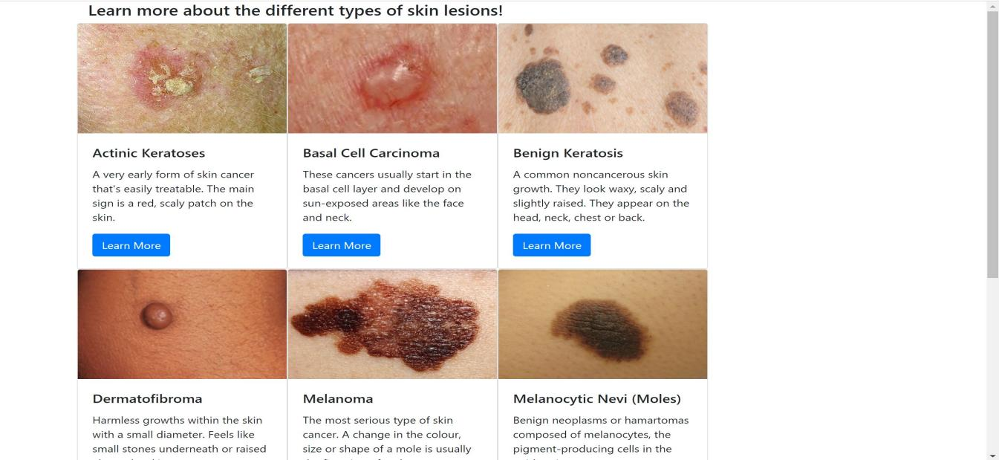 Learn more about the different types of skin lesions!
Actinic Keratoses
A very early form of skin cancer
that's easily treatable. The main
sign is a red, scaly patch on the
skin.
Learn More
Basal Cell Carcinoma
These cancers usually start in the
basal cell layer and develop on
sun-exposed areas like the face
and neck.
Learn More
Benign Keratosis
A common noncancerous skin
growth. They look waxy, scaly and
slightly raised. They appear on the
head, neck, chest or back.
Learn More
Dermatofibroma
Harmless growths within the skin
with a small diameter. Feels like
small stones underneath or raised
Melanoma
The most serious type of skin
cancer. A change in the colour,
size or shape of a mole is usually
Melanocytic Nevi (Moles)
Benign neoplasms or hamartomas
composed of melanocytes, the
pigment-producing cells in the